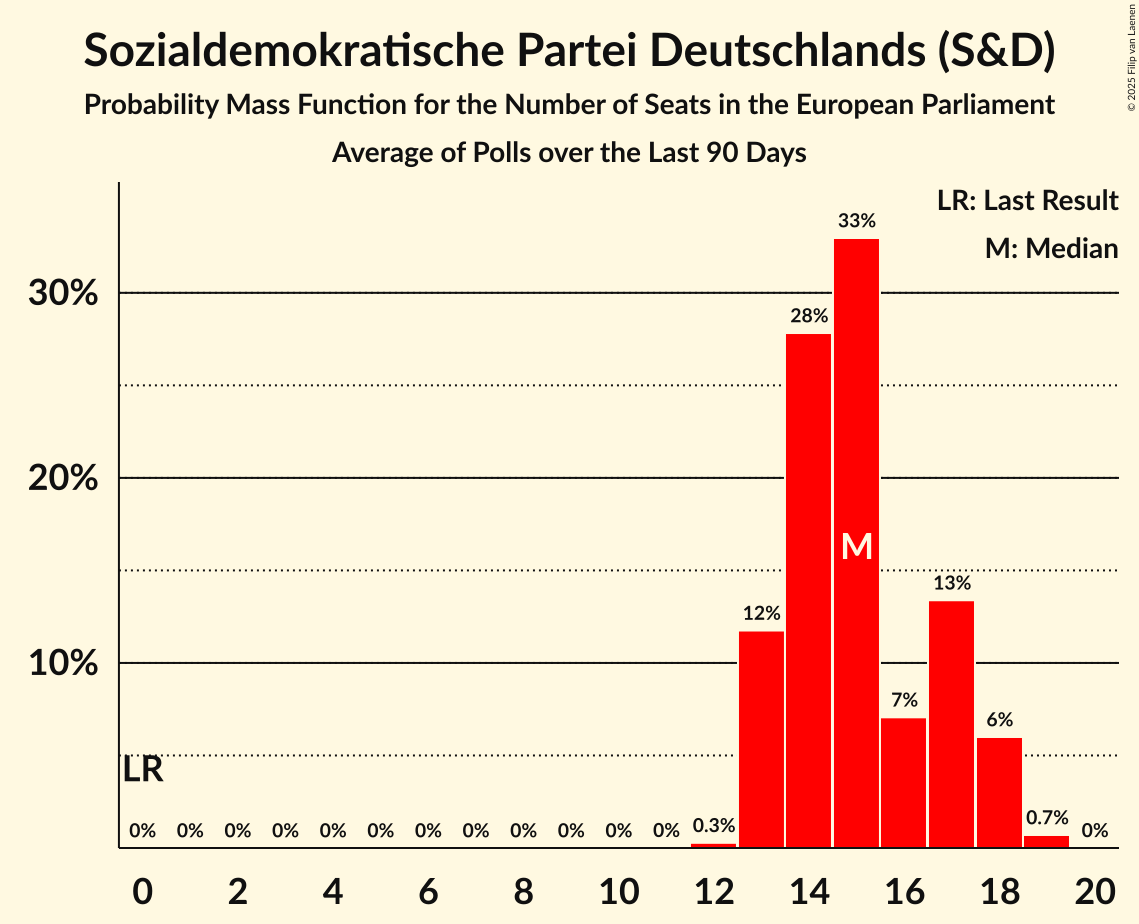 Sozialdemokratische Partei Deutschlands (S&D)
Probability Mass Function for the Number of Seats in the European Parliament
Average of Polls over the Last 90 Days
© 2025 Filip van Laenen
LR: Last Result
M: Median
33%
30%
28%
20%
M
13%
12%
10%
7%
6%
LR
0% 0% 0% 0% 0% 0% 0% 0% 0% 0% 0% 0% 0.3% 0.7% 0%
0 2 4 6 8 10 12 14 16 18 20